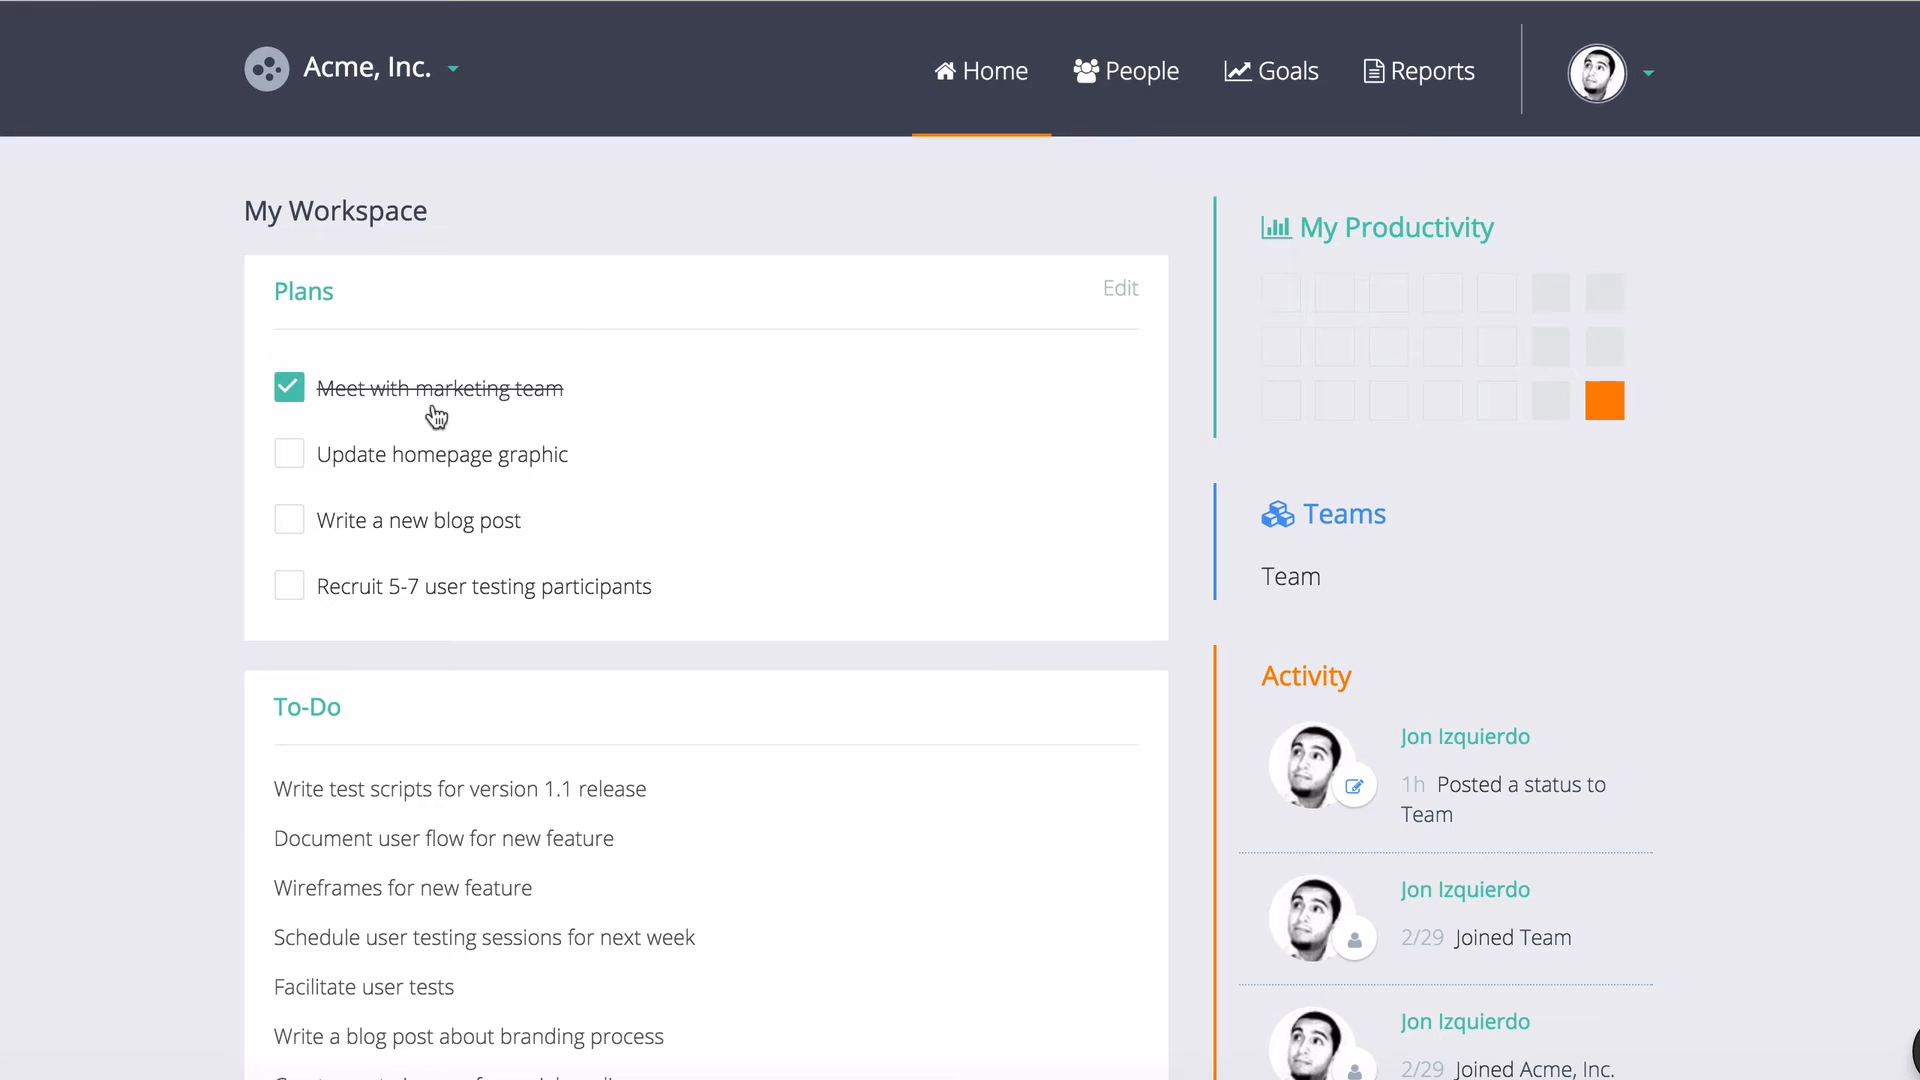 Acme, Inc.
Home
People
Goals
Reports
My Workspace
Plans
Edit
Meet with marketing team
Update homepage graphic
Write a new blog post
Recruit 5-7 user testing participants
To-Do
Write test scripts for version 1.1 release
Document user flow for new feature
Wireframes for new feature
Schedule user testing sessions for next week
Facilitate user tests
Write a blog post about branding process
My Productivity
Teams
Team
Activity
Jon Izquierdo
1h Posted a status to
Team
Jon Izquierdo
2/29 Joined Team
Jon Izquierdo
2/29 Joined Acme, Inc.